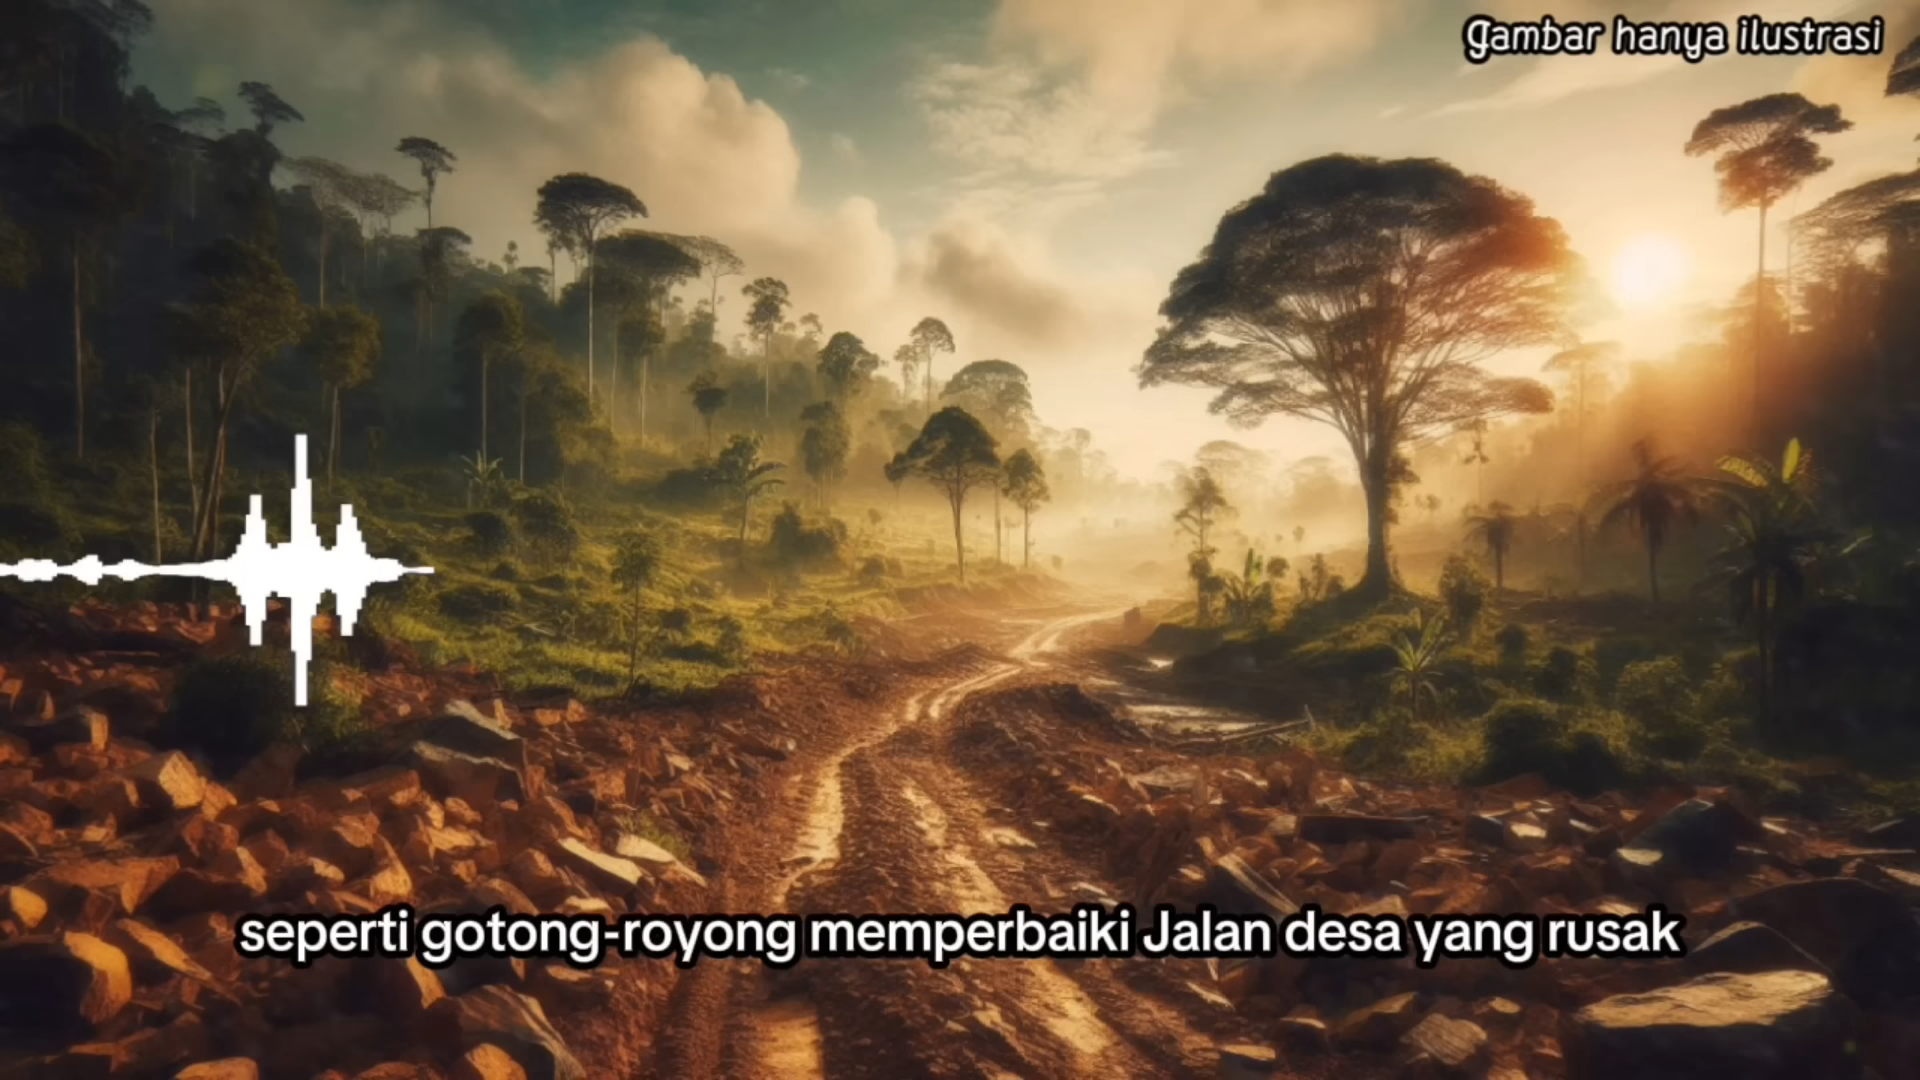 gambar hanya ilustrasi
seperti gotong-royong memperbaiki Jalan desa yang rusak